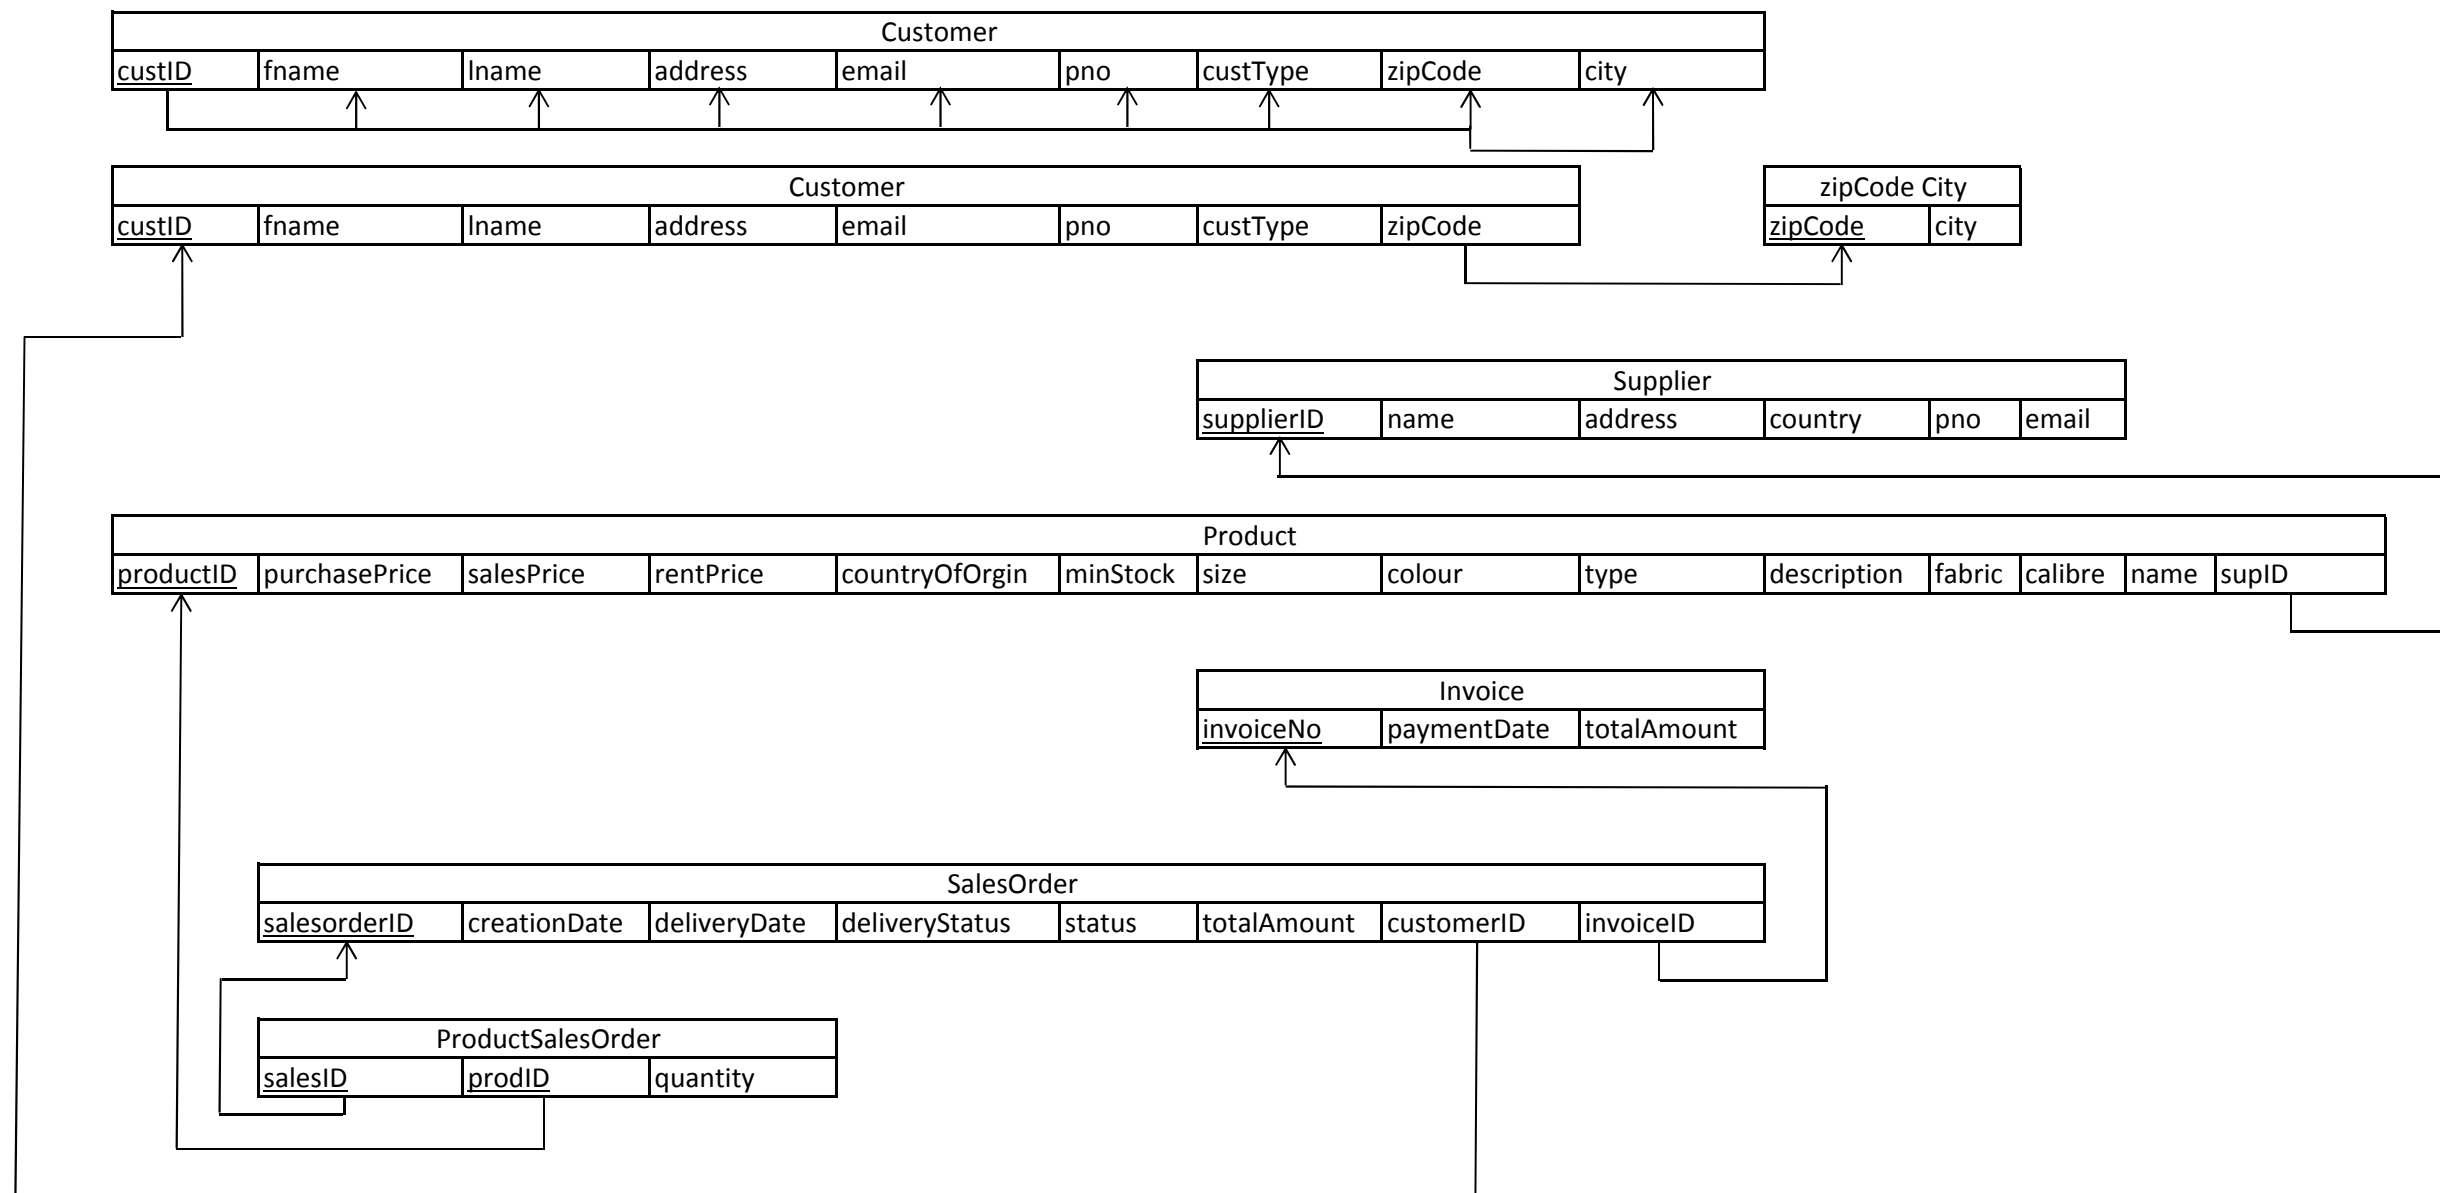 Customer
custID fname lname address email pno custType zipCode city
Customer
custID fname lname address email pno custType zipCode
zipCode City
zipCode city
Supplier
supplierID name address country pno email
Product
productID purchasePrice salesPrice rentPrice countryOfOrgin minStock size colour type description fabric calibre name supID
Invoice
invoiceNo paymentDate totalAmount
SalesOrder
salesorderID creationDate deliveryDate deliveryStatus status totalAmount customerID invoiceID
ProductSalesOrder
salesID prodID quantity